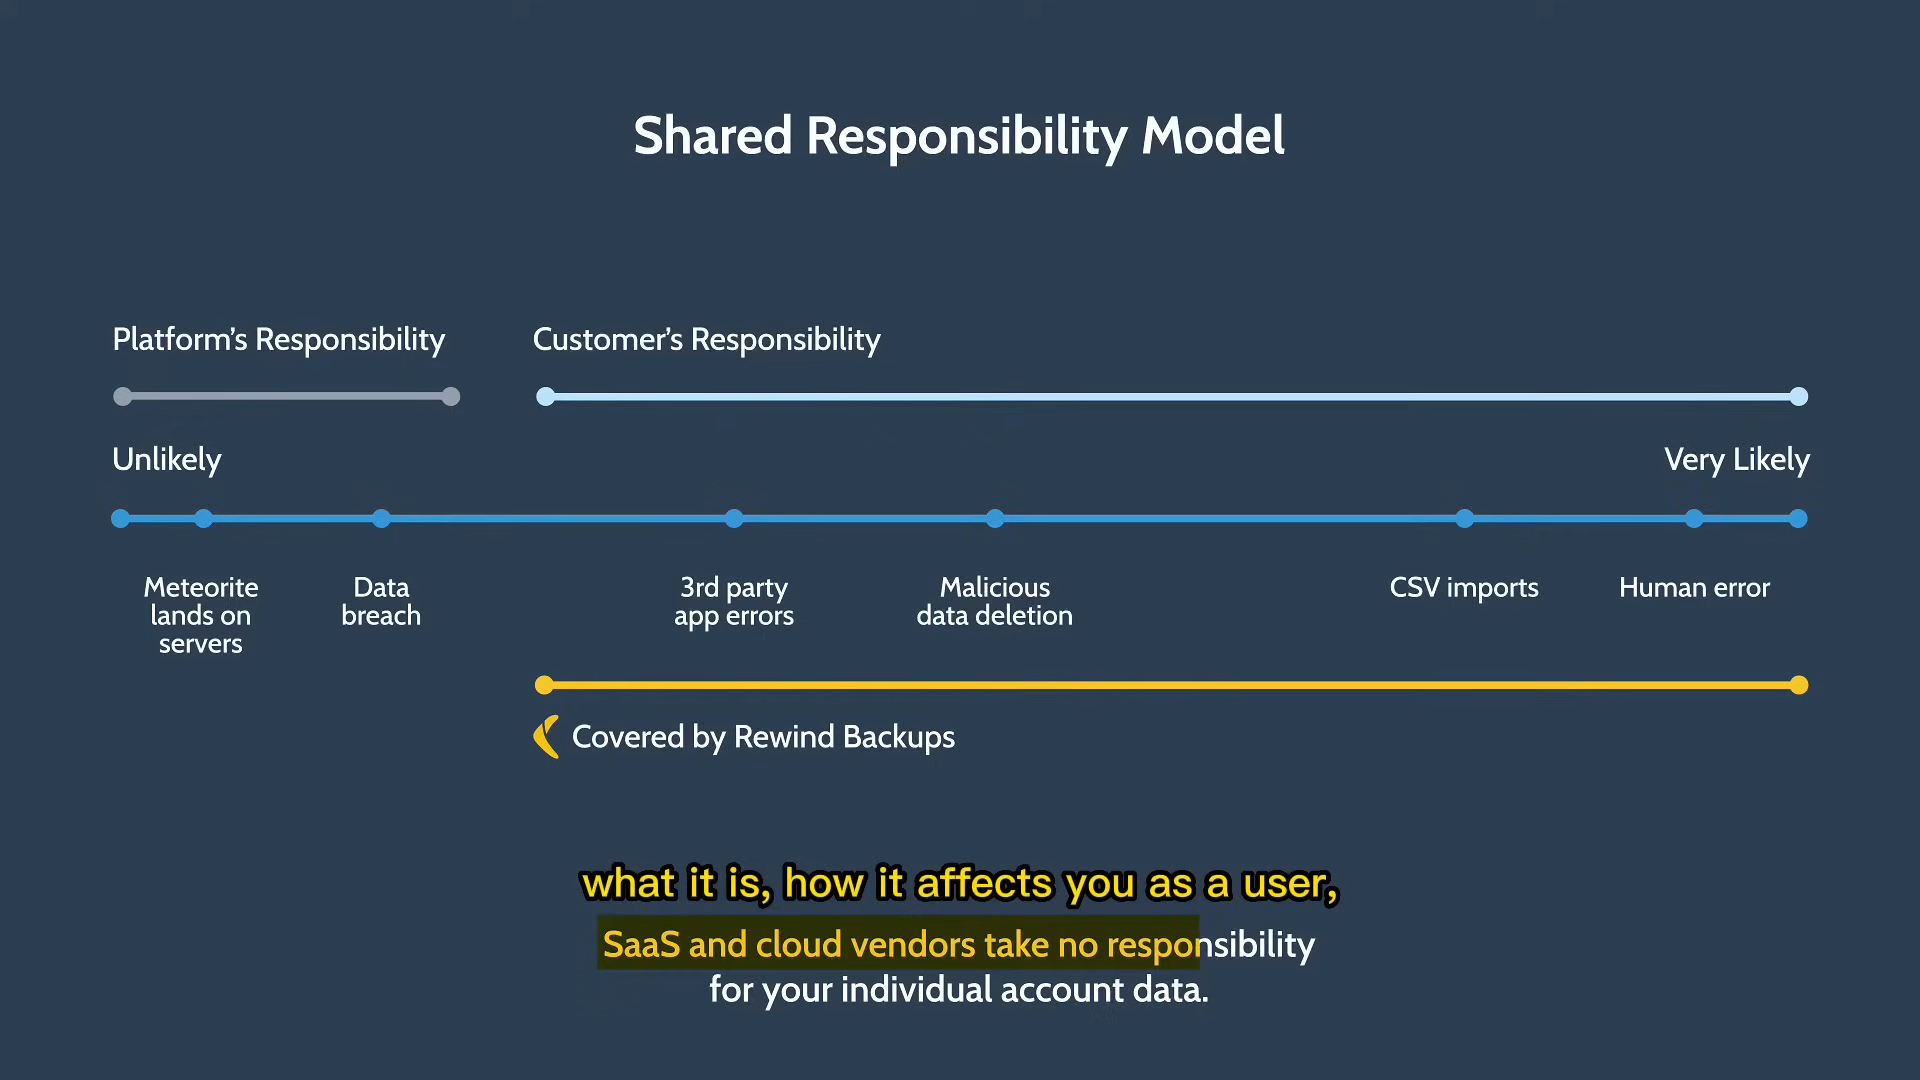 Shared Responsibility Model
Platform’s Responsibility
Customer’s Responsibility
Unlikely
Very Likely
Meteorite
lands on
servers
Data
breach
3rd party
app errors
Malicious
data deletion
CSV imports
Human error
Covered by Rewind Backups
what it is, how it affects you as a user,
SaaS and cloud vendors take no responsibility
for your individual account data.